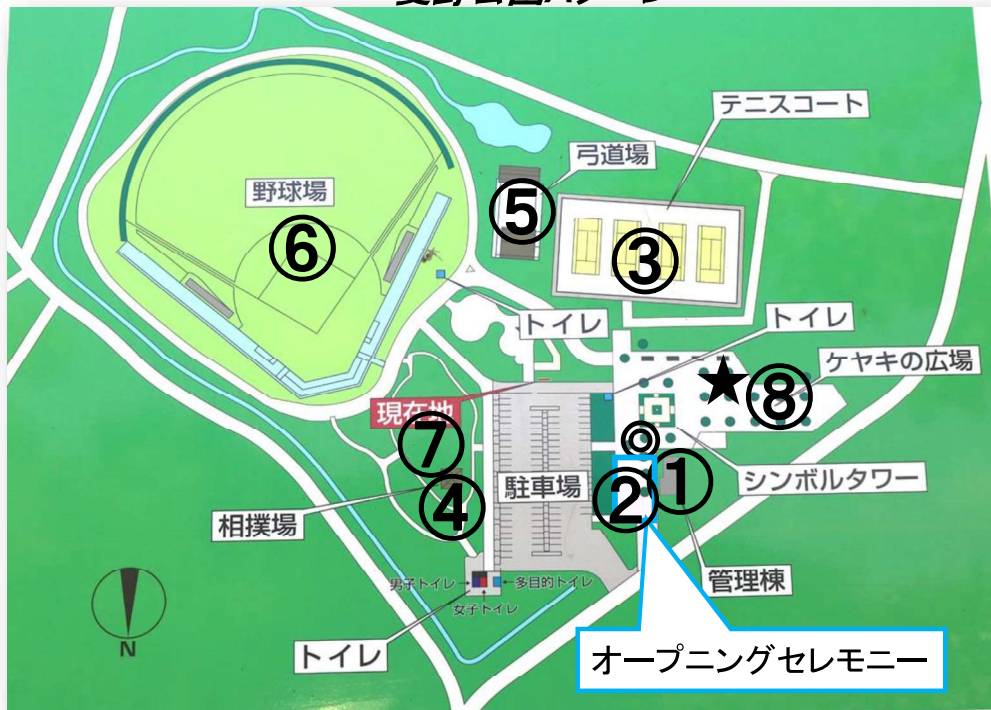 テニスコート
弓道場
野球場
⑤
⑥
③
トイレ
トイレ
ケヤキの広場
★
⑧
現在地
⑦
◎
①
シンボルタワー
駐車場
②
④
相撲場
男子トイレ
多目的トイレ
女子トイレ
管理棟
N
トイレ
オープニングセレモニー